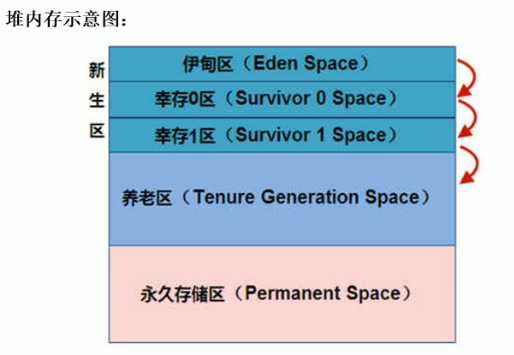 堆内存示意图：
新生区
伊甸区（Eden Space）
幸存0区（Survivor 0 Space）
幸存1区（Survivor 1 Space）
养老区（Tenure Generation Space）
永久存储区（Permanent Space）